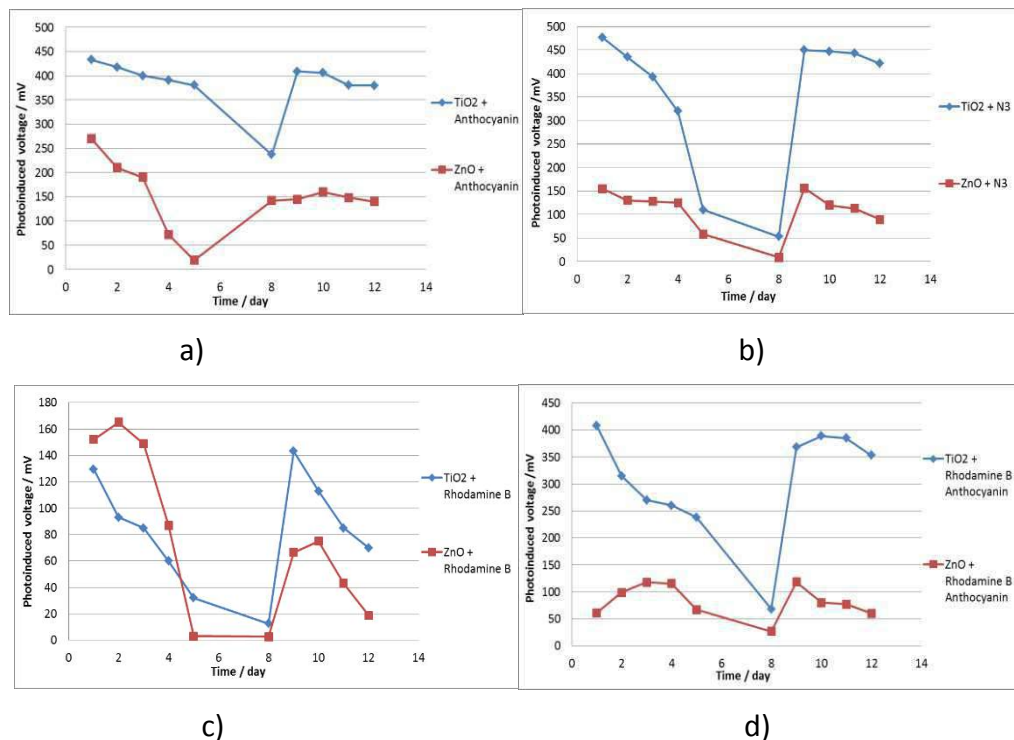 500
450
400
350
300
250
200
150
100
50
0
Photoinduced voltage / mV
0 2 4 6 8 10 12 14
Time / day
TiO2 +
Anthocyanin
ZnO +
Anthocyanin
a)
500
450
400
350
300
250
200
150
100
50
0
Photoinduced voltage / mV
0 2 4 6 8 10 12 14
Time / day
TiO2 + N3
ZnO + N3
b)
180
160
140
120
100
80
60
40
20
0
Photoinduced voltage / mV
0 2 4 6 8 10 12 14
Time / day
TiO2 +
Rhodamine B
ZnO +
Rhodamine B
c)
450
400
350
300
250
200
150
100
50
0
Photoinduced voltage / mV
0 2 4 6 8 10 12 14
Time / day
TiO2 +
Rhodamine B
Anthocyanin
ZnO +
Rhodamine B
Anthocyanin
d)